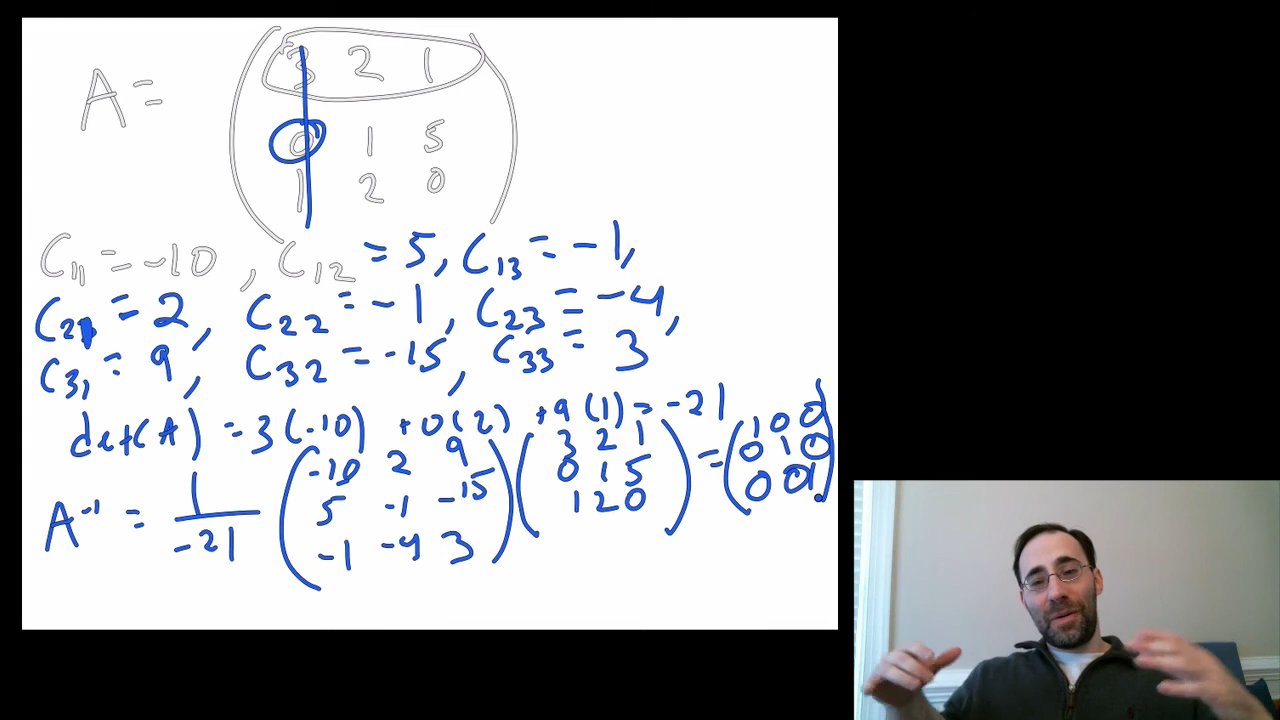 A = ( 3 2 1
0 1 5
1 2 0 )
C11 = -10, C12 = 5, C13 = -1,
C21 = 2, C22 = -1, C23 = -4,
C31 = 9, C32 = -15, C33 = 3
det(A) = 3(-10) + 0(2) + 9(1) = -21
A^-1 = 1/-21 ( -10 2 9 ) ( 3 2 1 ) = ( 1 0 0 )
( 5 -1 -15 ) ( 0 1 5 ) ( 0 1 0 )
( -1 -4 3 ) ( 1 2 0 ) ( 0 0 1 )